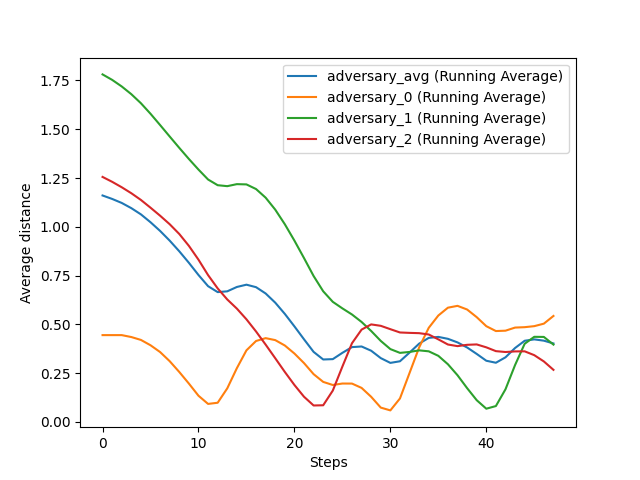 adversary_avg (Running Average)
adversary_0 (Running Average)
adversary_1 (Running Average)
adversary_2 (Running Average)
Average distance
1.75
1.50
1.25
1.00
0.75
0.50
0.25
0.00
0
10
20
30
40
Steps